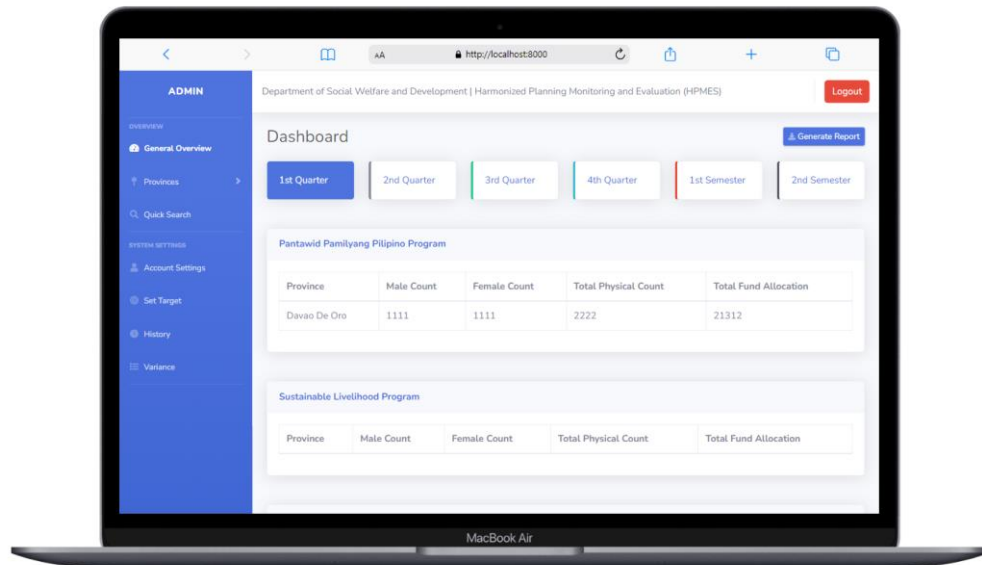 AA http://localhost:8000
ADMIN
Department of Social Welfare and Development | Harmonized Planning Monitoring and Evaluation (HPMES)
Logout
OVERVIEW
General Overview
Provinces
Quick Search
SYSTEM SETTINGS
Account Settings
Set Target
History
Variance
Dashboard
Generate Report
1st Quarter 2nd Quarter 3rd Quarter 4th Quarter 1st Semester 2nd Semester
Pantawid Pamilyang Pilipino Program
Province Male Count Female Count Total Physical Count Total Fund Allocation
Davao De Oro 1111 1111 2222 21312
Sustainable Livelihood Program
Province Male Count Female Count Total Physical Count Total Fund Allocation
MacBook Air